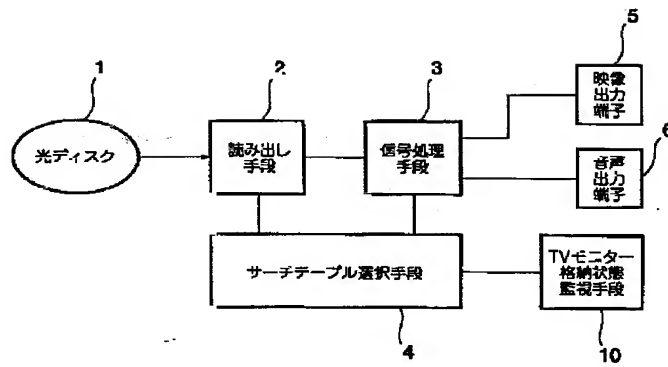 1
2
3
5
映像
出力
端子
光ディスク
読み出し
手段
信号処理
手段
6
音声
出力
端子
サーチテーブル選択手段
TVモニター
格納状態
監視手段
4
10